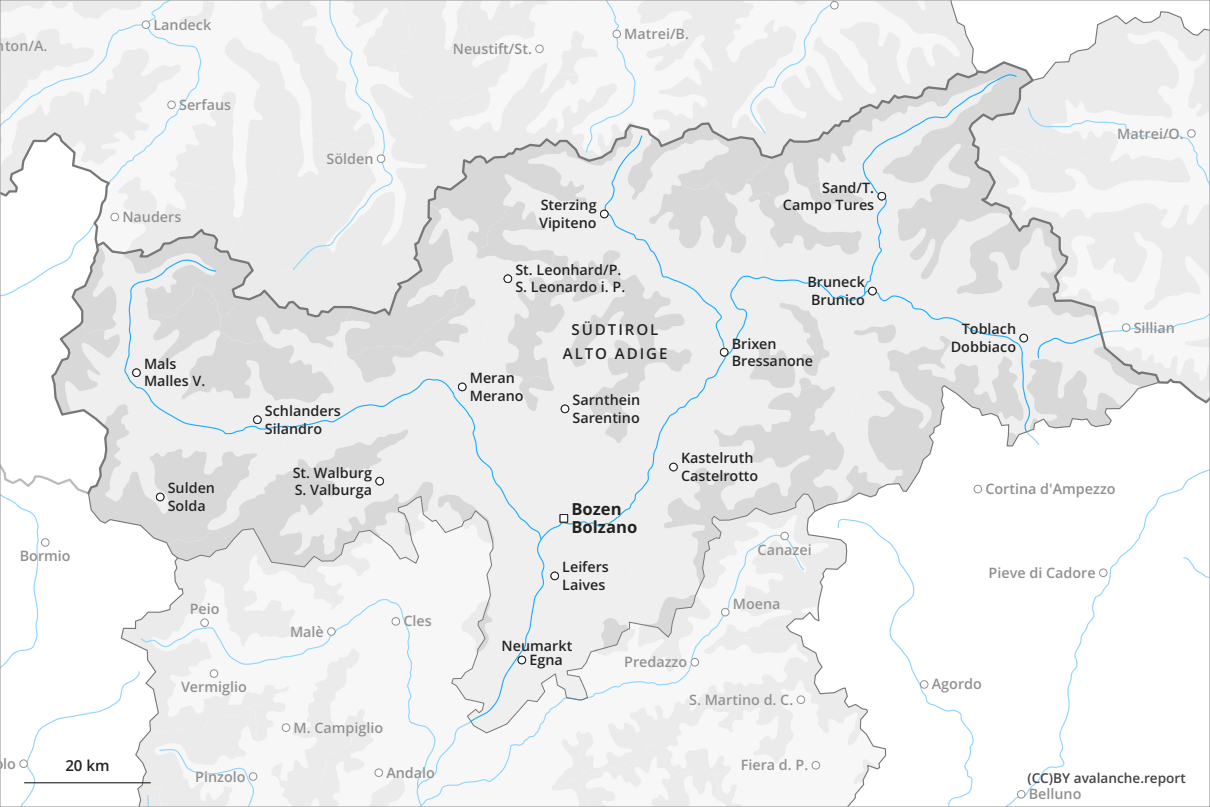 Landeck
Matrei/B.
nton/A.
Neustift/St.
Serfaus
Matrei/O.
Sölden
Nauders
Sand/T.
Campo Tures
Sterzing
Vipiteno
St. Leonhard/P.
S. Leonardo i. P.
Bruneck
Brunico
SÜDTIROL
ALTO ADIGE
Toblach
Dobbiaco
Sillian
Brixen
Bressanone
Mals
Malles V.
Meran
Merano
Sarnthein
Sarentino
Schlanders
Silandro
Kastelruth
Castelrotto
St. Walburg
S. Valburga
Sulden
Solda
Cortina d'Ampezzo
Bozen
Bolzano
Bormio
Canazei
Leifers
Laives
Pieve di Cadore
Peio
Moena
Cles
Malè
Neumarkt
Egna
Predazzo
Vermiglio
Agordo
S. Martino d. C.
M. Campiglio
olo
20 km
Pinzolo
Andalo
Fiera d. P.
(CC)BY avalanche.report
Belluno